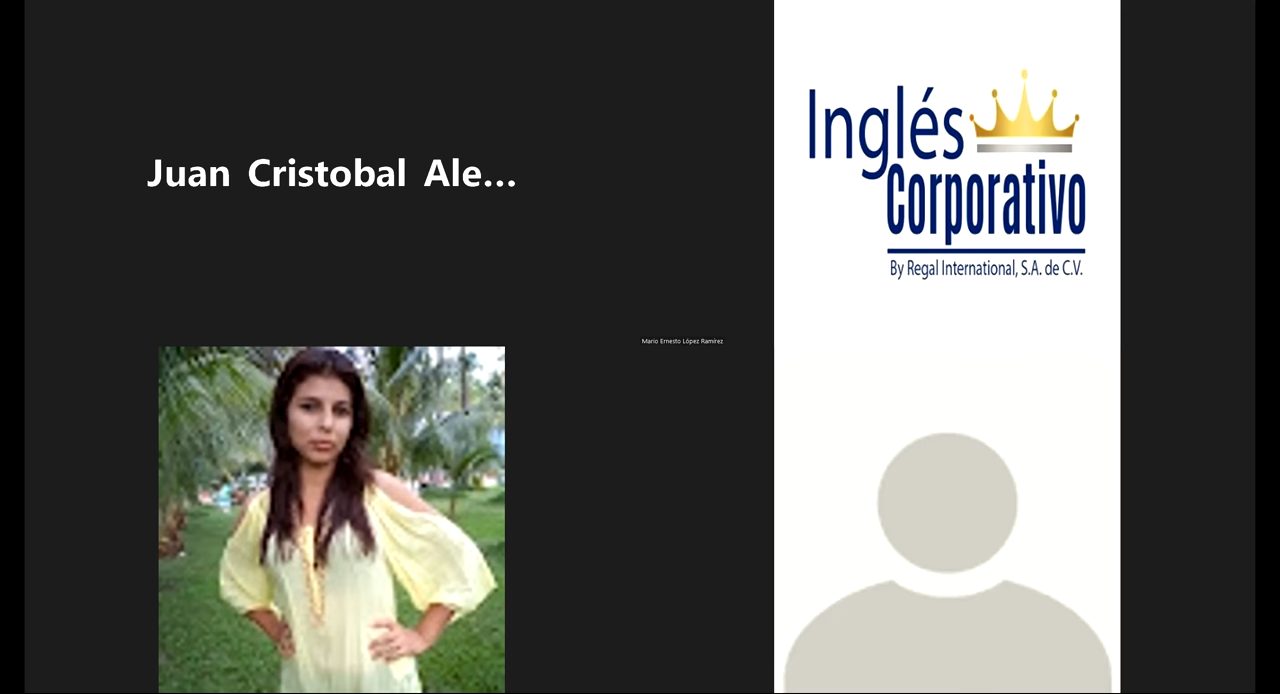 Juan Cristobal Ale...
Inglés
Corporativo
By Regal International, S.A. de C.V.
Mario Ernesto López Ramírez